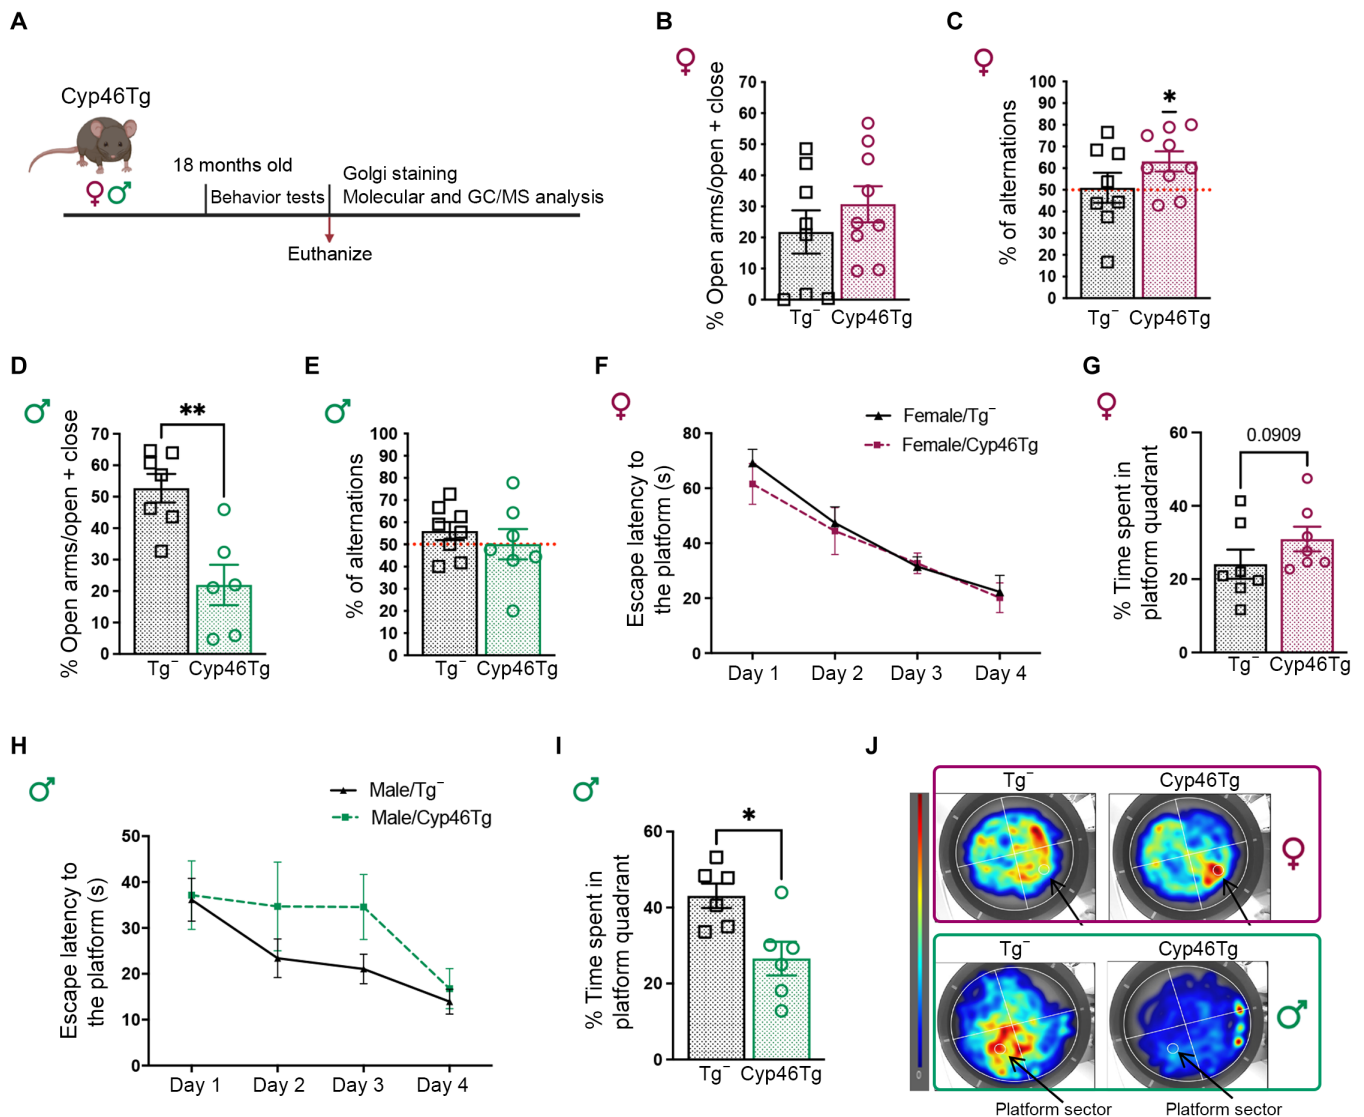 A
Cyp46Tg
♀ ♂
18 months old
Behavior tests
Golgi staining
Molecular and GC/MS analysis
Euthanize
B
♀
% Open arms/open + close
70
60
50
40
30
20
10
0
Tg⁻ Cyp46Tg
C
♀
% of alternations
100
90
80
70
60
50
40
30
20
10
0
*
Tg⁻ Cyp46Tg
D
♂
% Open arms/open + close
70
60
50
40
30
20
10
0
**
Tg⁻ Cyp46Tg
E
♂
% of alternations
100
90
80
70
60
50
40
30
20
10
0
Tg⁻ Cyp46Tg
F
♀
Female/Tg⁻
Female/Cyp46Tg
Escape latency to
the platform (s)
80
60
40
20
0
Day 1 Day 2 Day 3 Day 4
G
♀
% Time spent in
platform quadrant
60
40
20
0
0.0909
Tg⁻ Cyp46Tg
H
♂
Male/Tg⁻
Male/Cyp46Tg
Escape latency to
the platform (s)
50
40
30
20
10
0
Day 1 Day 2 Day 3 Day 4
I
♂
% Time spent in
platform quadrant
60
40
20
0
*
Tg⁻ Cyp46Tg
J
Tg⁻ Cyp46Tg
♀
Tg⁻ Cyp46Tg
♂
0
Platform sector Platform sector